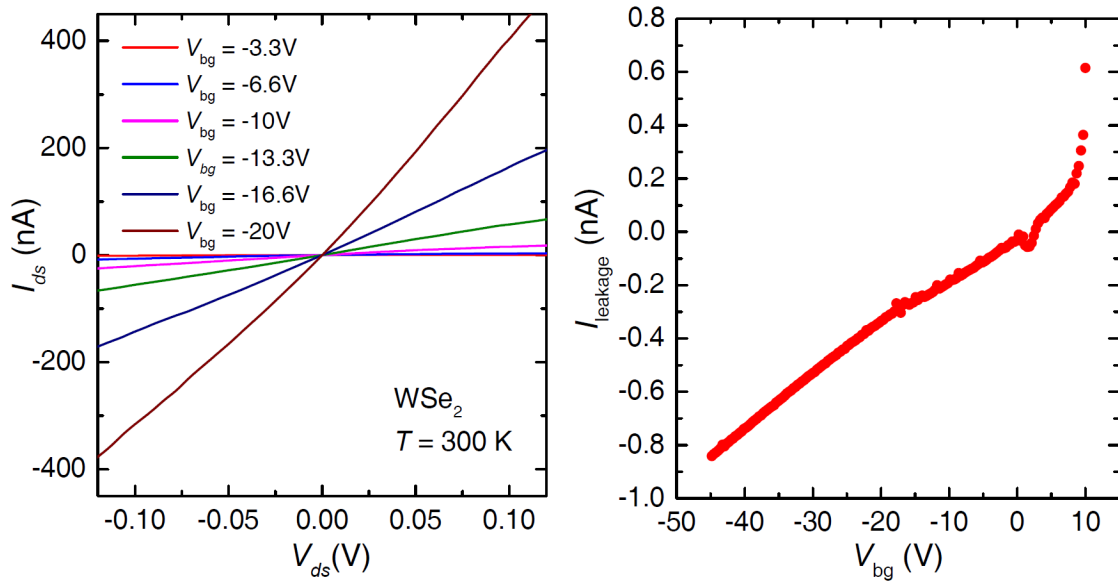 I_ds (nA)
400
200
0
-200
-400
V_bg = -3.3V
V_bg = -6.6V
V_bg = -10V
V_bg = -13.3V
V_bg = -16.6V
V_bg = -20V
WSe₂
T = 300 K
-0.10 -0.05 0.00 0.05 0.10
V_ds(V)
I_leakage (nA)
0.8
0.6
0.4
0.2
0.0
-0.2
-0.4
-0.6
-0.8
-1.0
-50 -40 -30 -20 -10 0 10
V_bg (V)